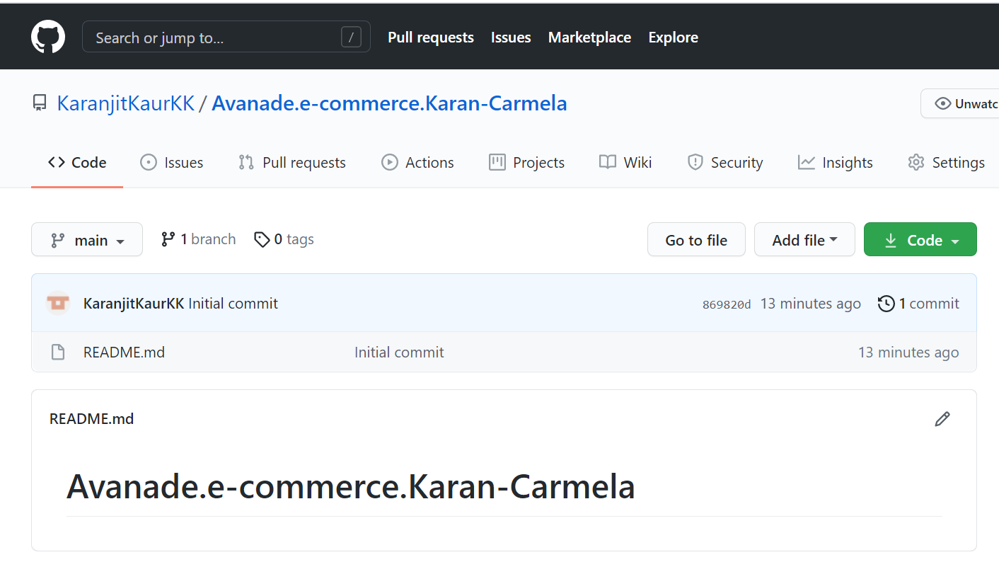 Search or jump to... / Pull requests Issues Marketplace Explore
KaranjitKaurKK / Avanade.e-commerce.Karan-Carmela Unwatc
Code Issues Pull requests Actions Projects Wiki Security Insights Settings
main 1 branch 0 tags Go to file Add file Code
KaranjitKaurKK Initial commit 869820d 13 minutes ago 1 commit
README.md Initial commit 13 minutes ago
README.md
Avanade.e-commerce.Karan-Carmela